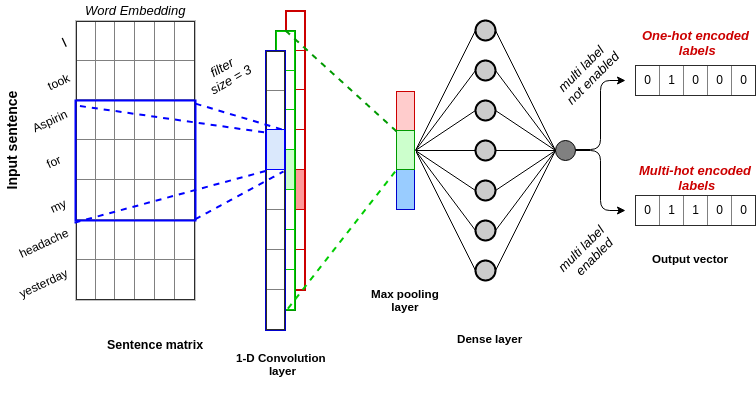 Word Embedding
Input sentence
I
took
Aspirin
for
my
headache
yesterday
Sentence matrix
filter
size = 3
1-D Convolution
layer
Max pooling
layer
Dense layer
multi label
not enabled
multi label
enabled
One-hot encoded
labels
0 1 0 0 0
Multi-hot encoded
labels
0 1 1 0 0
Output vector